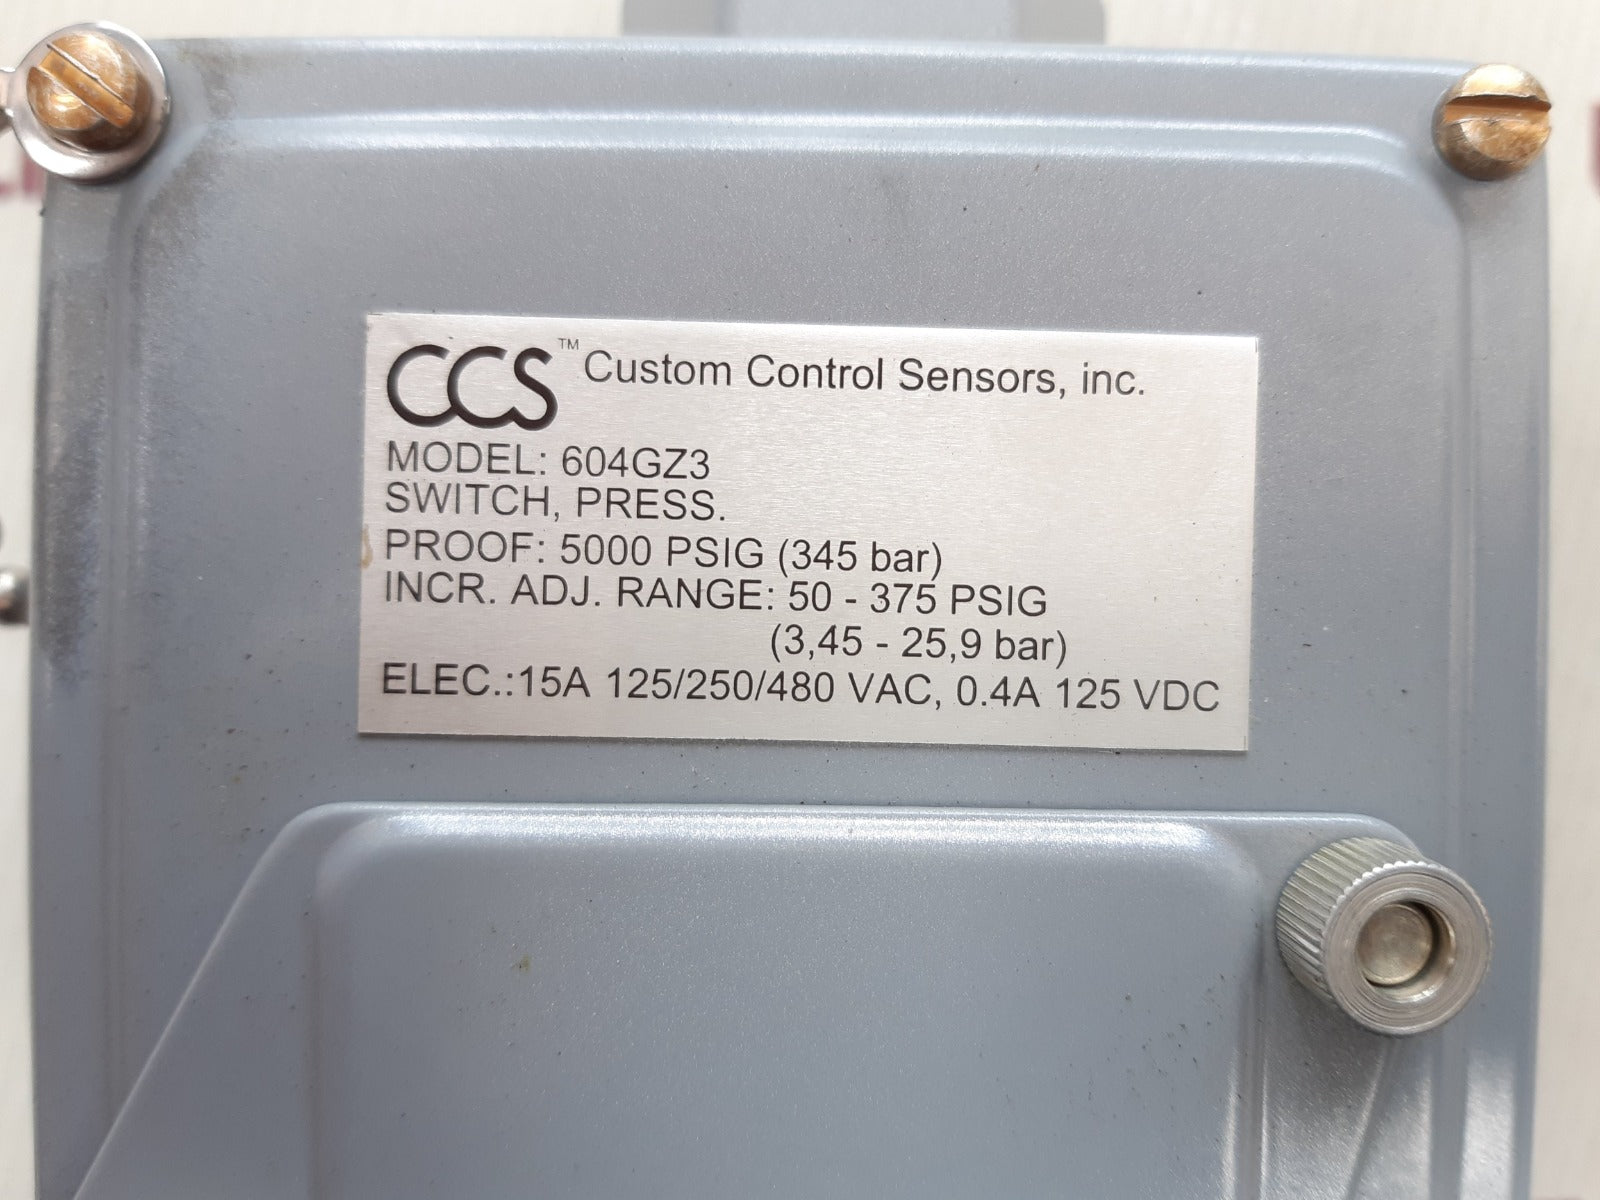 CCS™ Custom Control Sensors, inc.
MODEL: 604GZ3
SWITCH, PRESS.
PROOF: 5000 PSIG (345 bar)
INCR. ADJ. RANGE: 50 - 375 PSIG
(3,45 - 25,9 bar)
ELEC.:15A 125/250/480 VAC, 0.4A 125 VDC